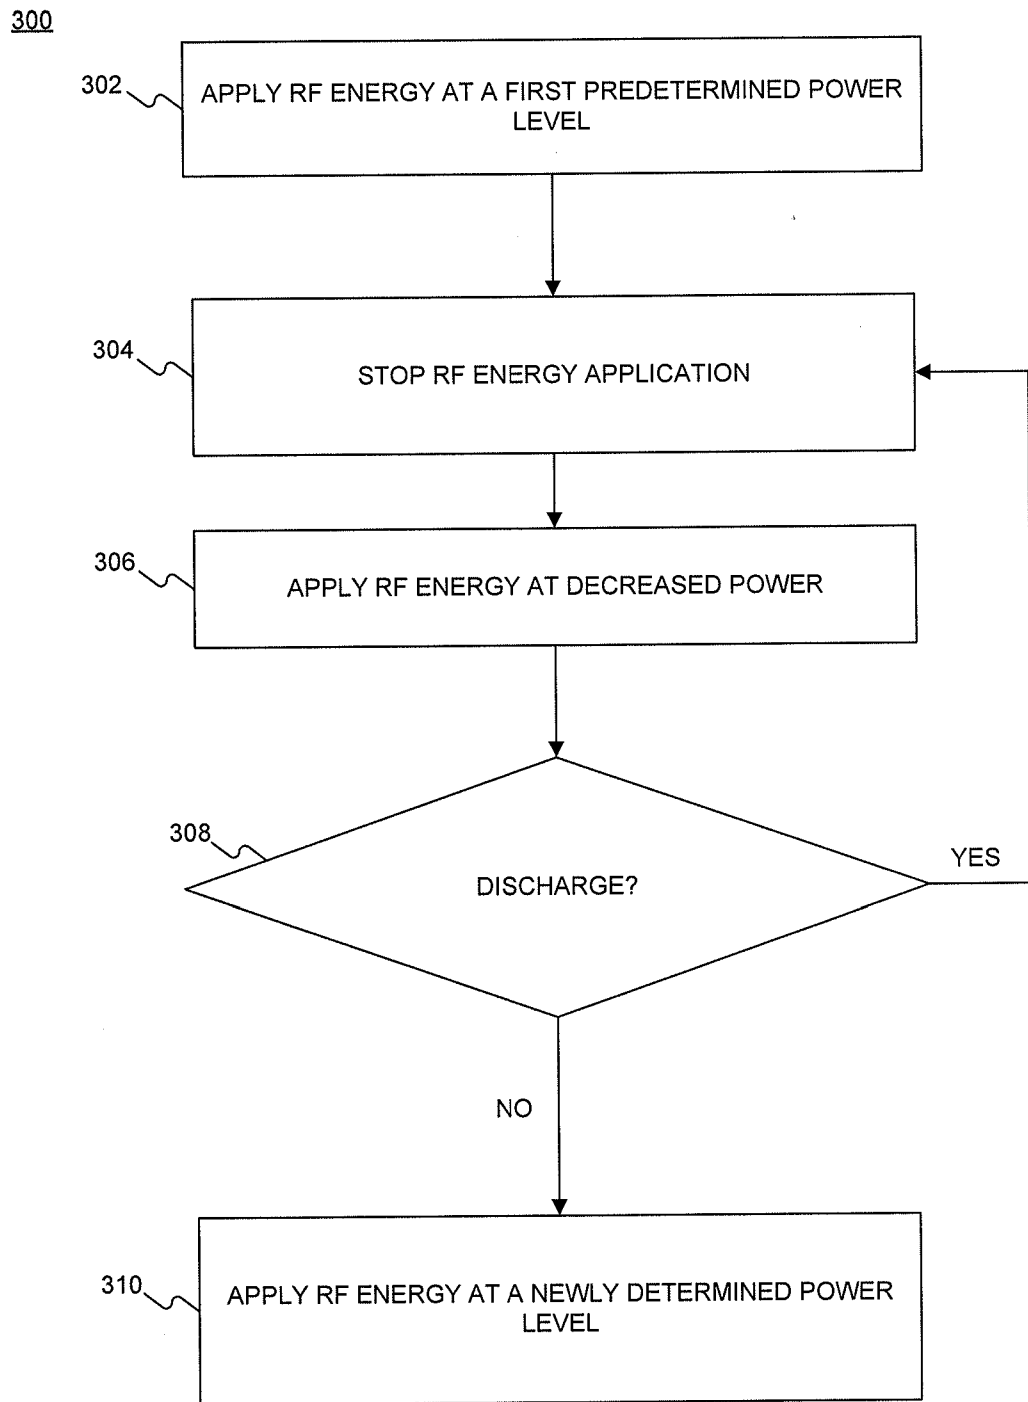 300
302
APPLY RF ENERGY AT A FIRST PREDETERMINED POWER
LEVEL
304
STOP RF ENERGY APPLICATION
306
APPLY RF ENERGY AT DECREASED POWER
308
DISCHARGE?
YES
NO
310
APPLY RF ENERGY AT A NEWLY DETERMINED POWER
LEVEL